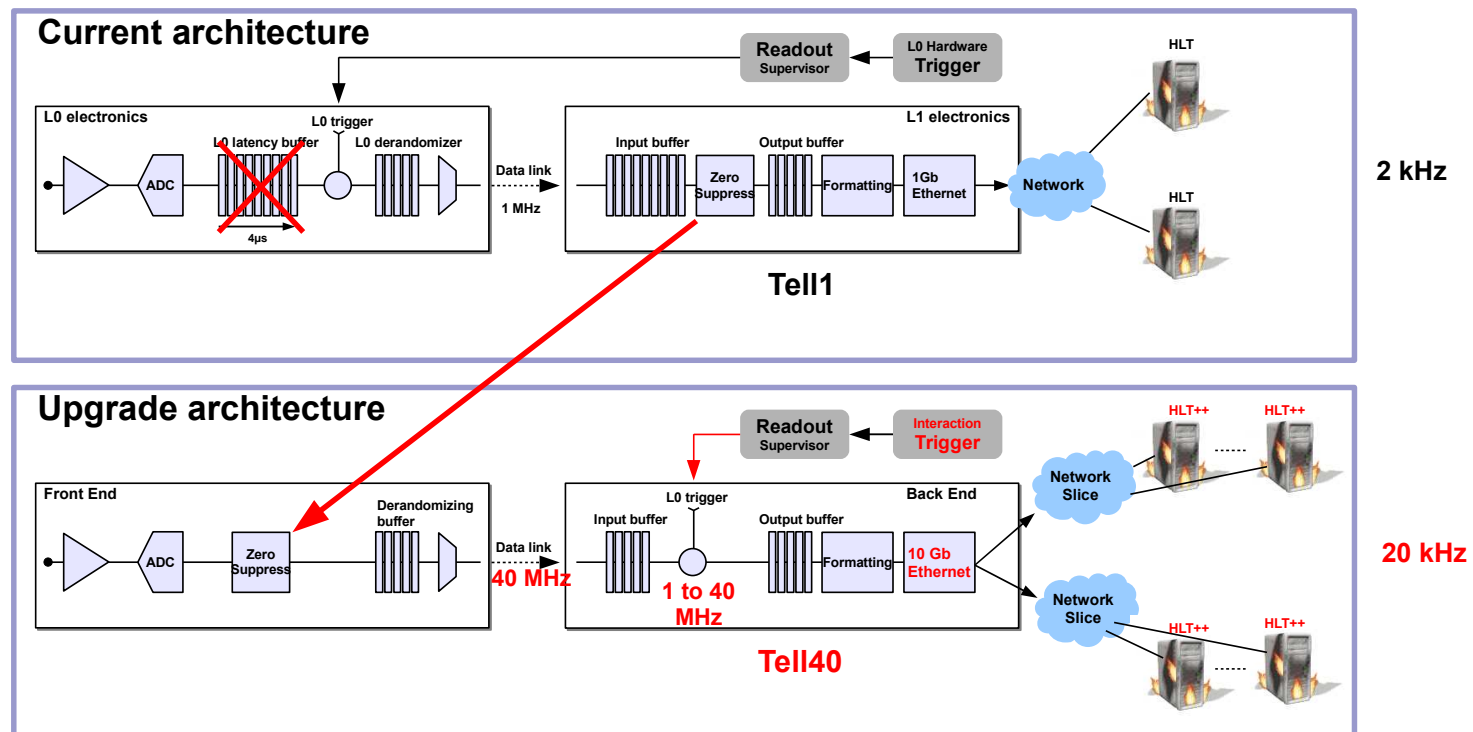 Current architecture
Readout
Supervisor
L0 Hardware
Trigger
HLT
L0 electronics
L0 trigger
L0 latency buffer
L0 derandomizer
ADC
4µs
Data link
1 MHz
L1 electronics
Input buffer
Output buffer
Zero
Suppress
Formatting
1Gb
Ethernet
Network
HLT
2 kHz
Tell1
Upgrade architecture
Readout
Supervisor
Interaction
Trigger
HLT++
HLT++
Front End
Derandomizing
buffer
ADC
Zero
Suppress
Data link
40 MHz
Back End
L0 trigger
Input buffer
Output buffer
1 to 40
MHz
Formatting
10 Gb
Ethernet
Network
Slice
Network
Slice
HLT++
HLT++
20 kHz
Tell40